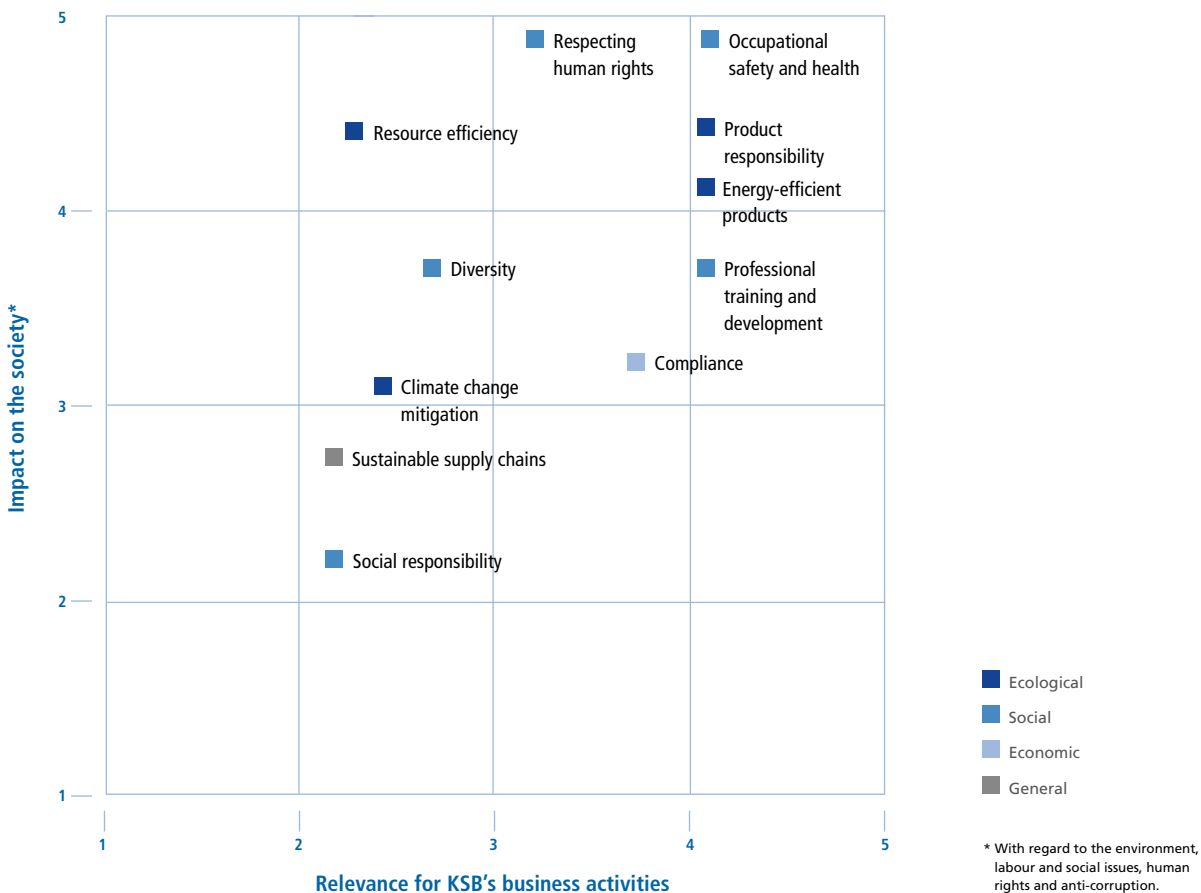 5
Respecting
human rights
Occupational
safety and health
Resource efficiency
Product
responsibility
Energy-efficient
products
4
Diversity
Professional
training and
development
Compliance
Climate change
mitigation
3
Sustainable supply chains
Social responsibility
2
1
Impact on the society*
1
2
3
4
5
Relevance for KSB's business activities
Ecological
Social
Economic
General
* With regard to the environment,
labour and social issues, human
rights and anti-corruption.